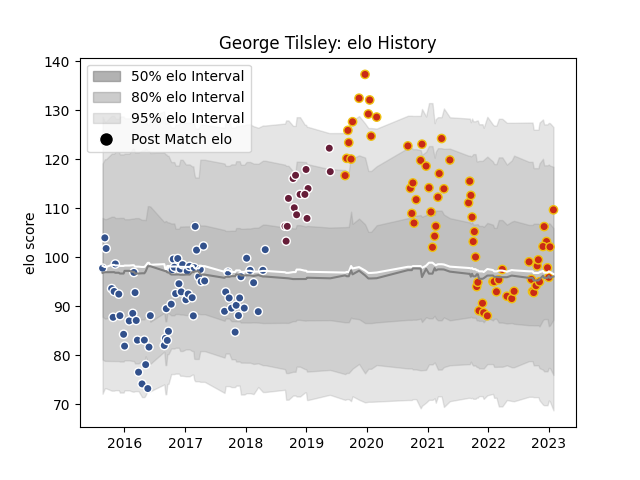 George Tilsley: elo History
50% elo Interval
80% elo Interval
95% elo Interval
Post Match elo
elo score
140
130
120
110
100
90
80
70
2016
2017
2018
2019
2020
2021
2022
2023